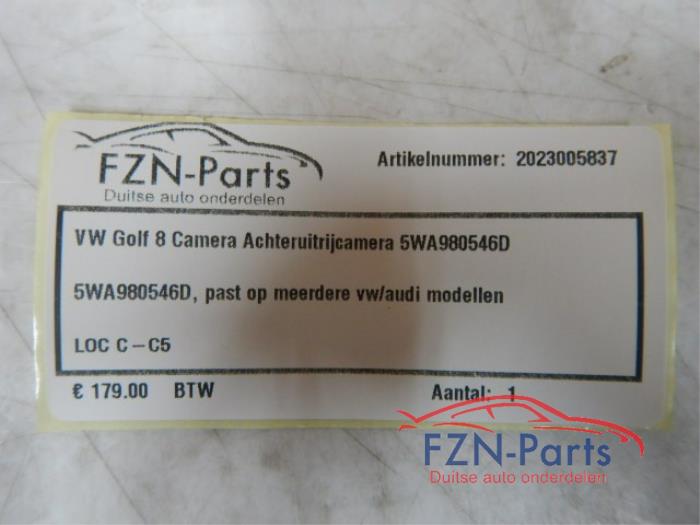 FZN-Parts
Duitse auto onderdelen
Artikelnummer: 2023005837
VW Golf 8 Camera Achteruitrijcamera 5WA980546D
5WA980546D, past op meerdere vw/audi modellen
LOC C-C5
€ 179.00 BTW Aantal: 1
FZN-Parts
Duitse auto onderdelen